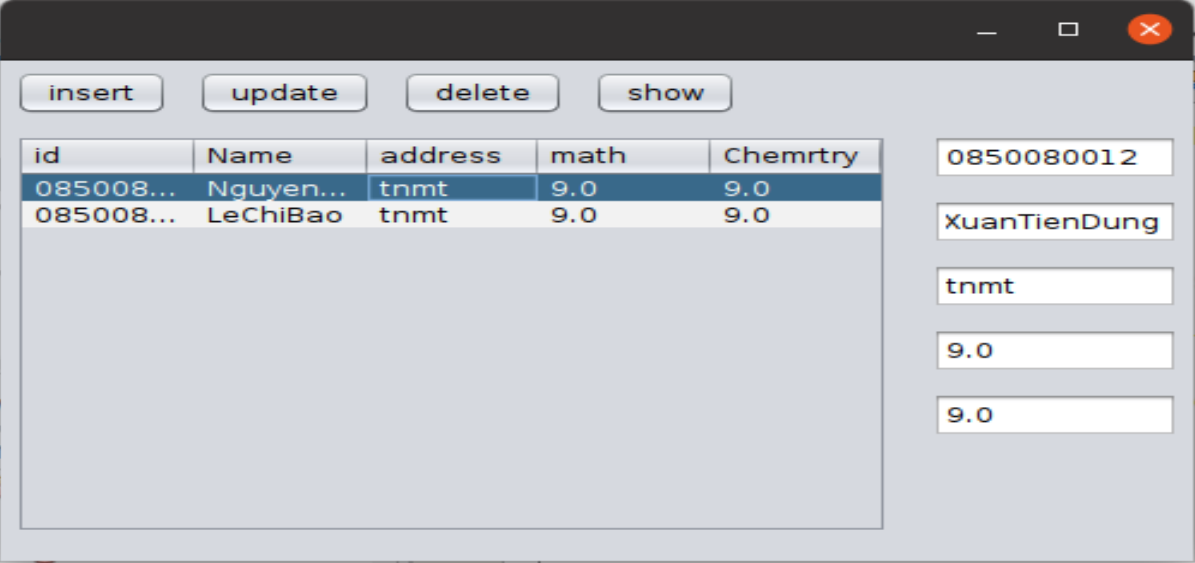 insert update delete show
id Name address math Chemrtry
085008... Nguyen... tnmt 9.0 9.0
085008... LeChiBao tnmt 9.0 9.0
0850080012
XuanTienDung
tnmt
9.0
9.0